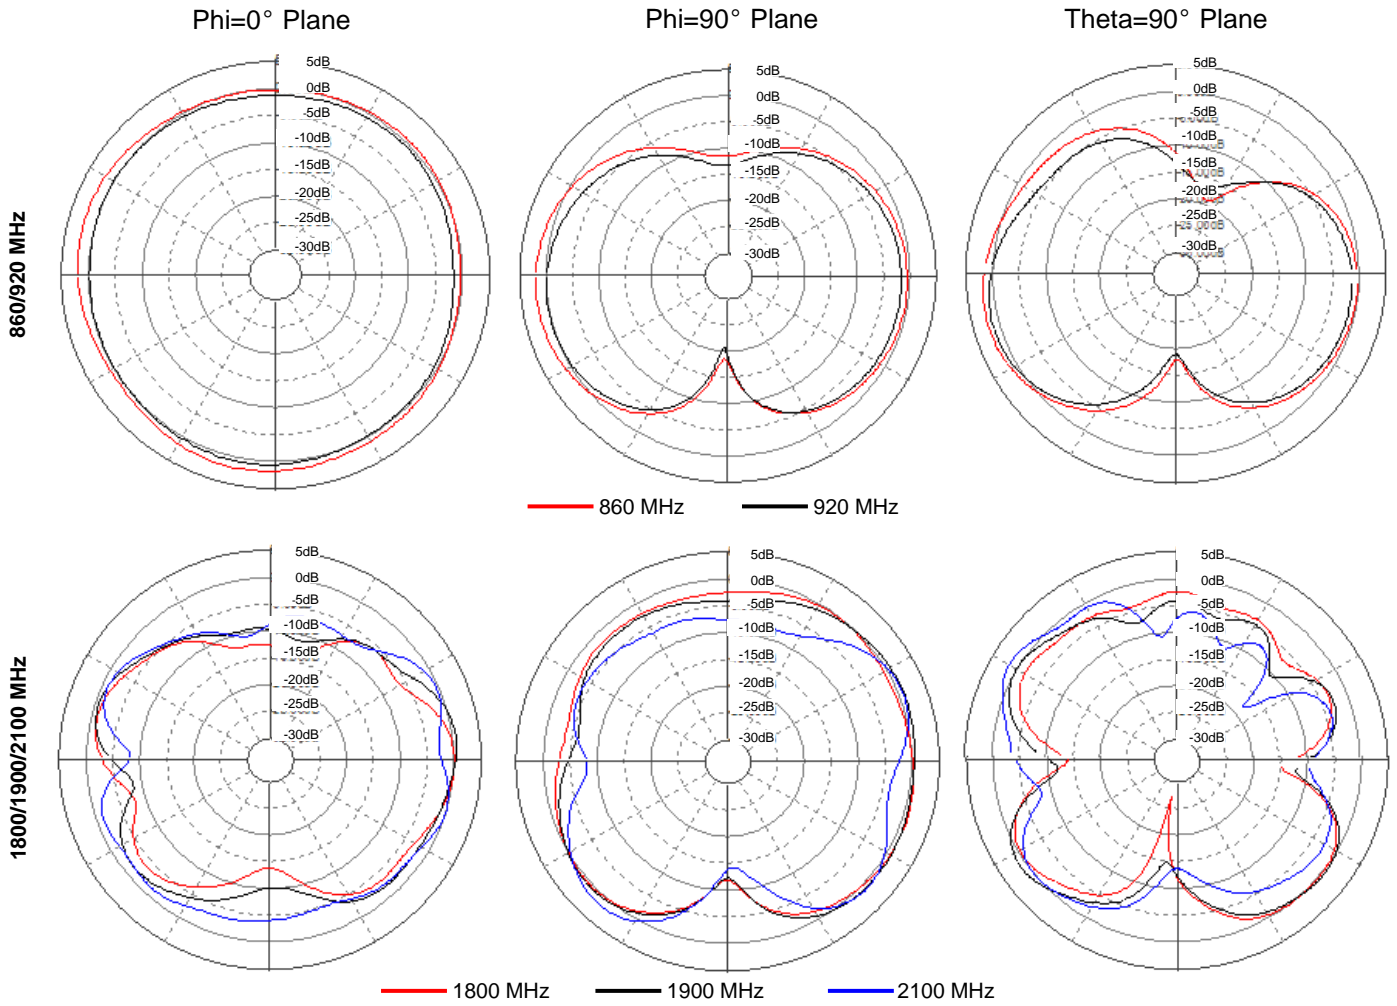 Phi=0° Plane
Phi=90° Plane
Theta=90° Plane
860/920 MHz
5dB
0dB
-5dB
-10dB
-15dB
-20dB
-25dB
-30dB
5dB
0dB
-5dB
-10dB
-15dB
-20dB
-25dB
-30dB
5dB
0dB
-5dB
-10dB
-15dB
-20dB
-25dB
-30dB
860 MHz
920 MHz
1800/1900/2100 MHz
5dB
0dB
-5dB
-10dB
-15dB
-20dB
-25dB
-30dB
5dB
0dB
-5dB
-10dB
-15dB
-20dB
-25dB
-30dB
5dB
0dB
-5dB
-10dB
-15dB
-20dB
-25dB
-30dB
1800 MHz
1900 MHz
2100 MHz